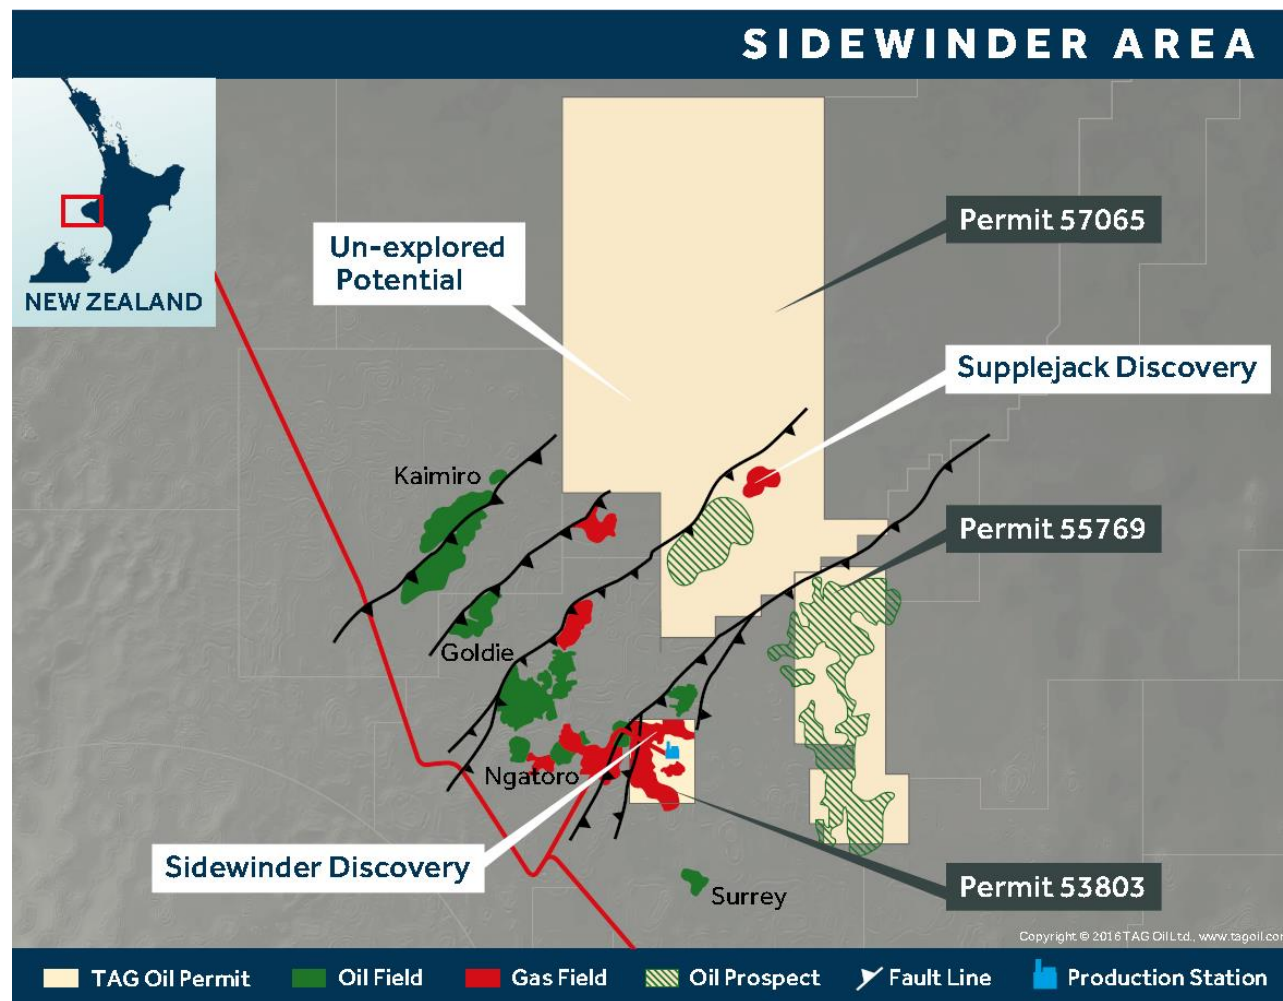 SIDEWINDER AREA
NEW ZEALAND
Un-explored
Potential
Permit 57065
Supplejack Discovery
Kaimiro
Permit 55769
Goldie
Ngatoro
Sidewinder Discovery
Permit 53803
Surrey
Copyright © 2016 TAG Oil Ltd., www.tagoil.com
TAG Oil Permit
Oil Field
Gas Field
Oil Prospect
Fault Line
Production Station